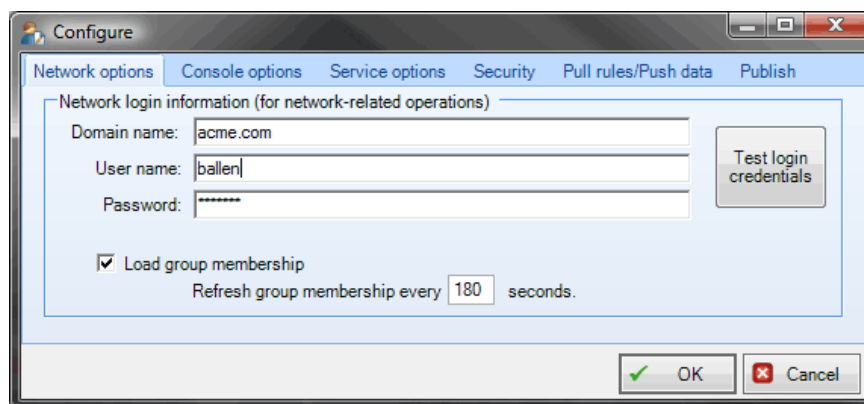 Configure
Network options Console options Service options Security Pull rules/Push data Publish
Network login information (for network-related operations)
Domain name: acme.com
User name: ballen
Password: *******
Test login
credentials
Load group membership
Refresh group membership every 180 seconds.
OK Cancel